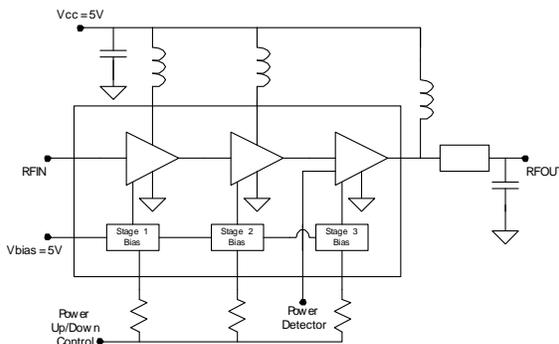 Vcc = 5V
RFIN
RFOUT
Stage 1
Bias
Stage 2
Bias
Stage 3
Bias
Vbias = 5V
Power
Up/Down
Control
Power
Detector